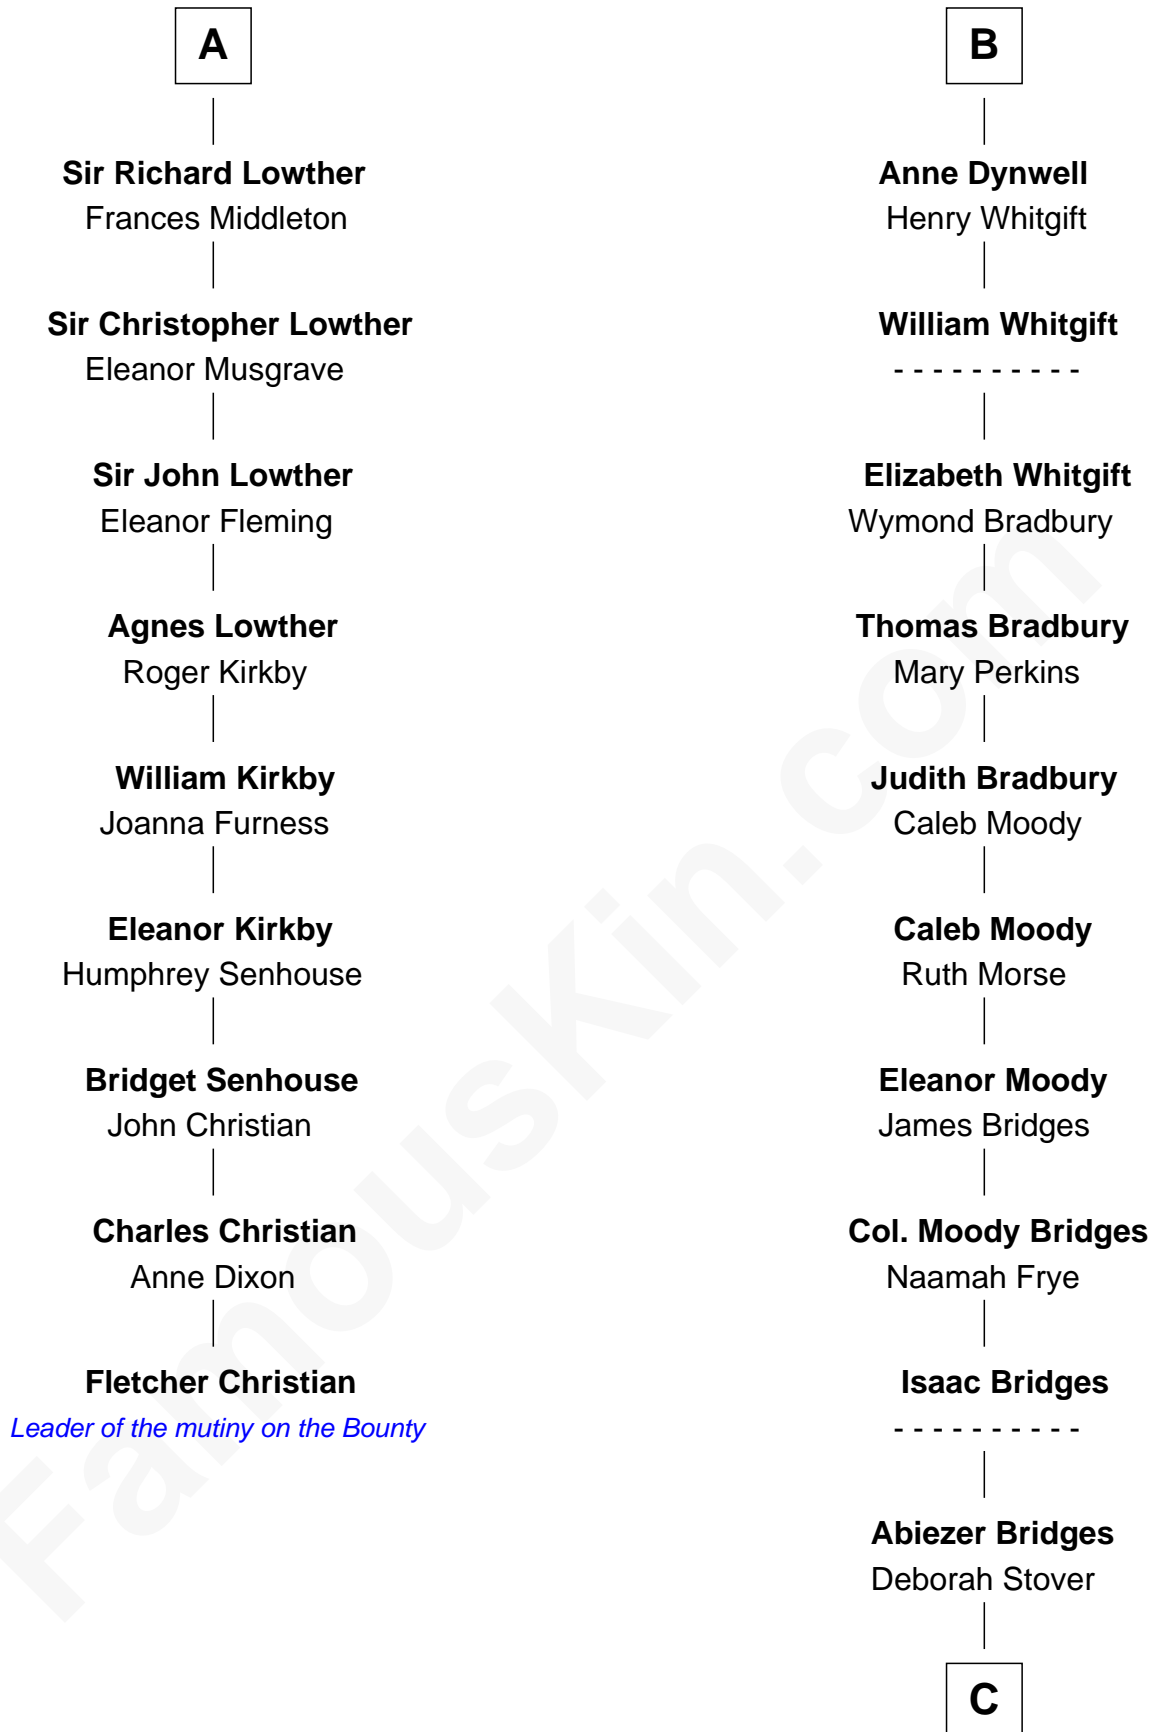 A
Sir Richard Lowther
Frances Middleton
Sir Christopher Lowther
Eleanor Musgrave
Sir John Lowther
Eleanor Fleming
Agnes Lowther
Roger Kirkby
William Kirkby
Joanna Furness
Eleanor Kirkby
Humphrey Senhouse
Bridget Senhouse
John Christian
Charles Christian
Anne Dixon
Fletcher Christian
Leader of the mutiny on the Bounty
B
Anne Dynwell
Henry Whitgift
William Whitgift
- - - - - - - - - -
Elizabeth Whitgift
Wymond Bradbury
Thomas Bradbury
Mary Perkins
Judith Bradbury
Caleb Moody
Caleb Moody
Ruth Morse
Eleanor Moody
James Bridges
Col. Moody Bridges
Naamah Frye
Isaac Bridges
- - - - - - - - - -
Abiezer Bridges
Deborah Stover
C
FamousKin.com